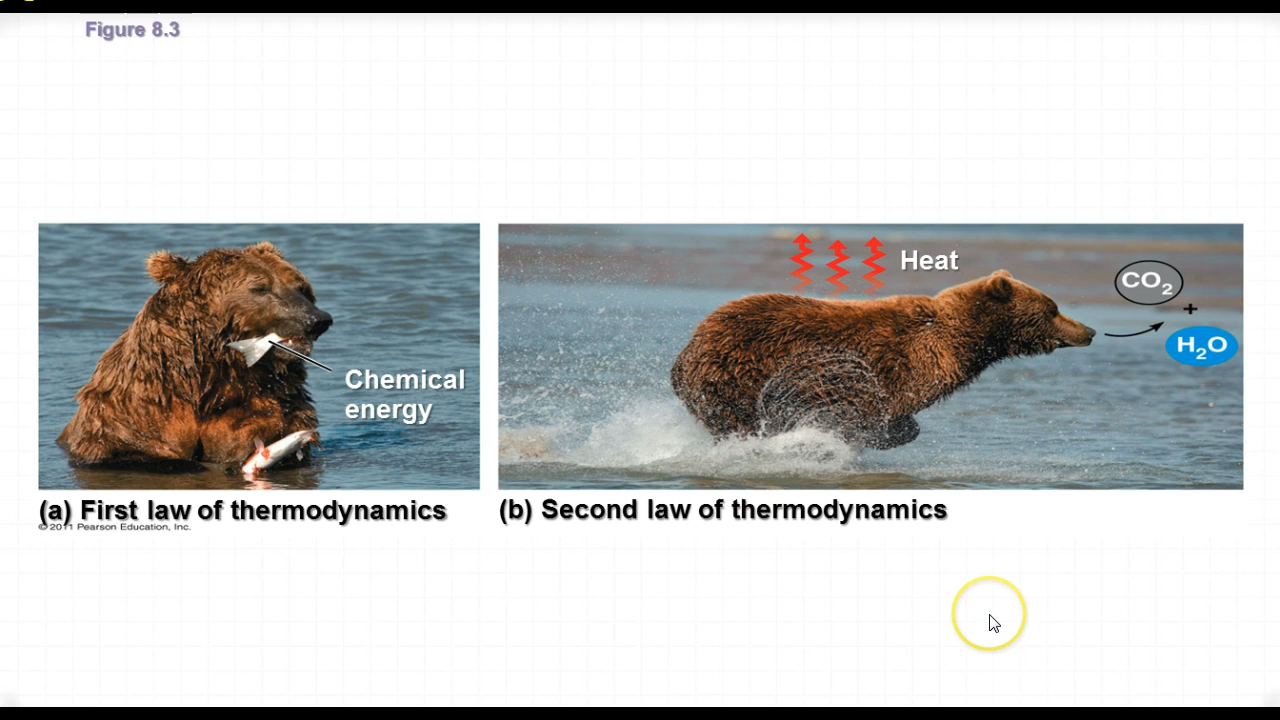 Figure 8.3
Chemical
energy
Heat
CO₂
+
H₂O
(a) First law of thermodynamics
© 2011 Pearson Education, Inc.
(b) Second law of thermodynamics